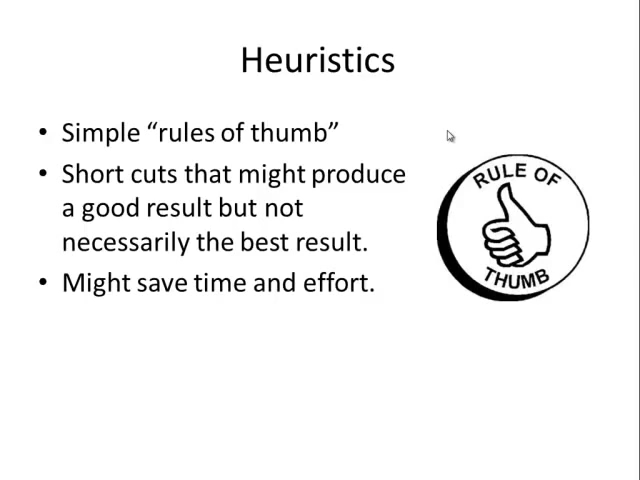 Heuristics
• Simple “rules of thumb”
• Short cuts that might produce
a good result but not
necessarily the best result.
• Might save time and effort.
RULE OF
THUMB